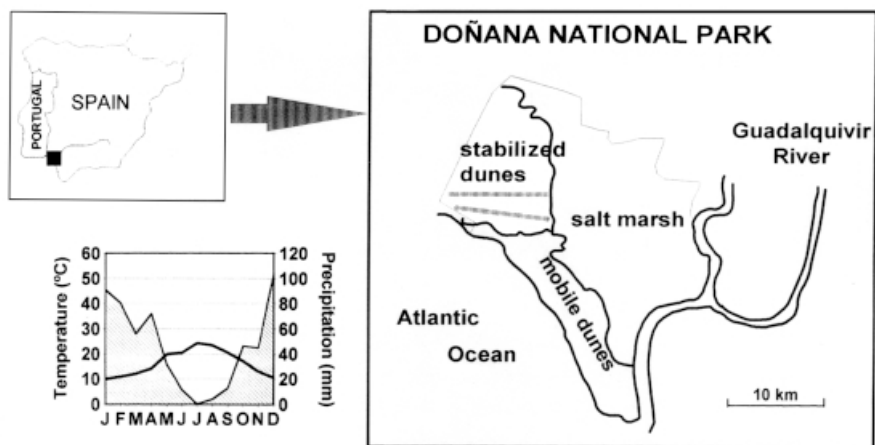 PORTUGAL
SPAIN
DOÑANA NATIONAL PARK
Guadalquivir
River
stabilized
dunes
salt marsh
mobile dunes
Atlantic
Ocean
10 km
Temperature (ºC)
60
50
40
30
20
10
0
120
100
80
60
40
20
0
Precipitation (mm)
J F M A M J J A S O N D